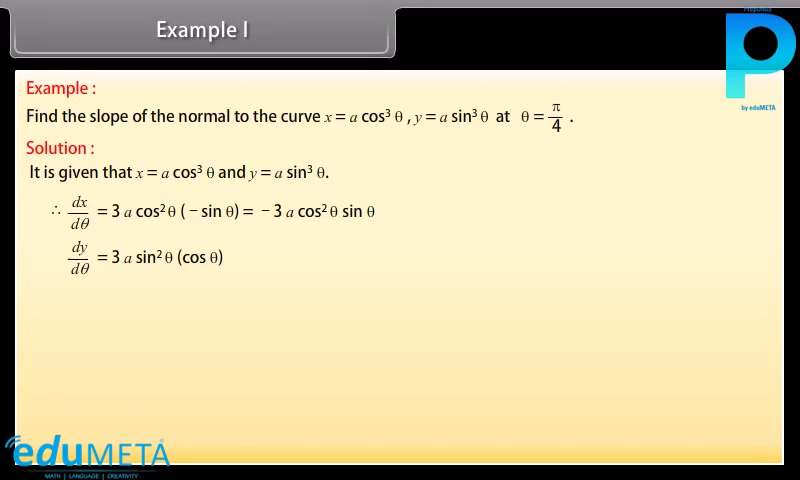 Example I
Prepunda
P
by eduMETA
Example :
Find the slope of the normal to the curve x = a cos³ θ , y = a sin³ θ at θ = π/4 .
Solution :
It is given that x = a cos³ θ and y = a sin³ θ.
∴ dx/dθ = 3 a cos² θ ( − sin θ) = − 3 a cos² θ sin θ
dy/dθ = 3 a sin² θ (cos θ)
eduMETA
MATH | LANGUAGE | CREATIVITY